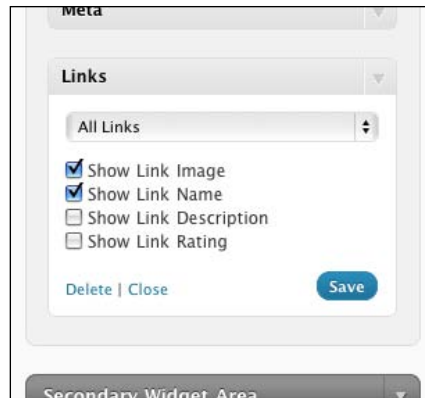 Meta
Links
All Links
Show Link Image
Show Link Name
Show Link Description
Show Link Rating
Delete | Close
Save
Secondary Widget Area